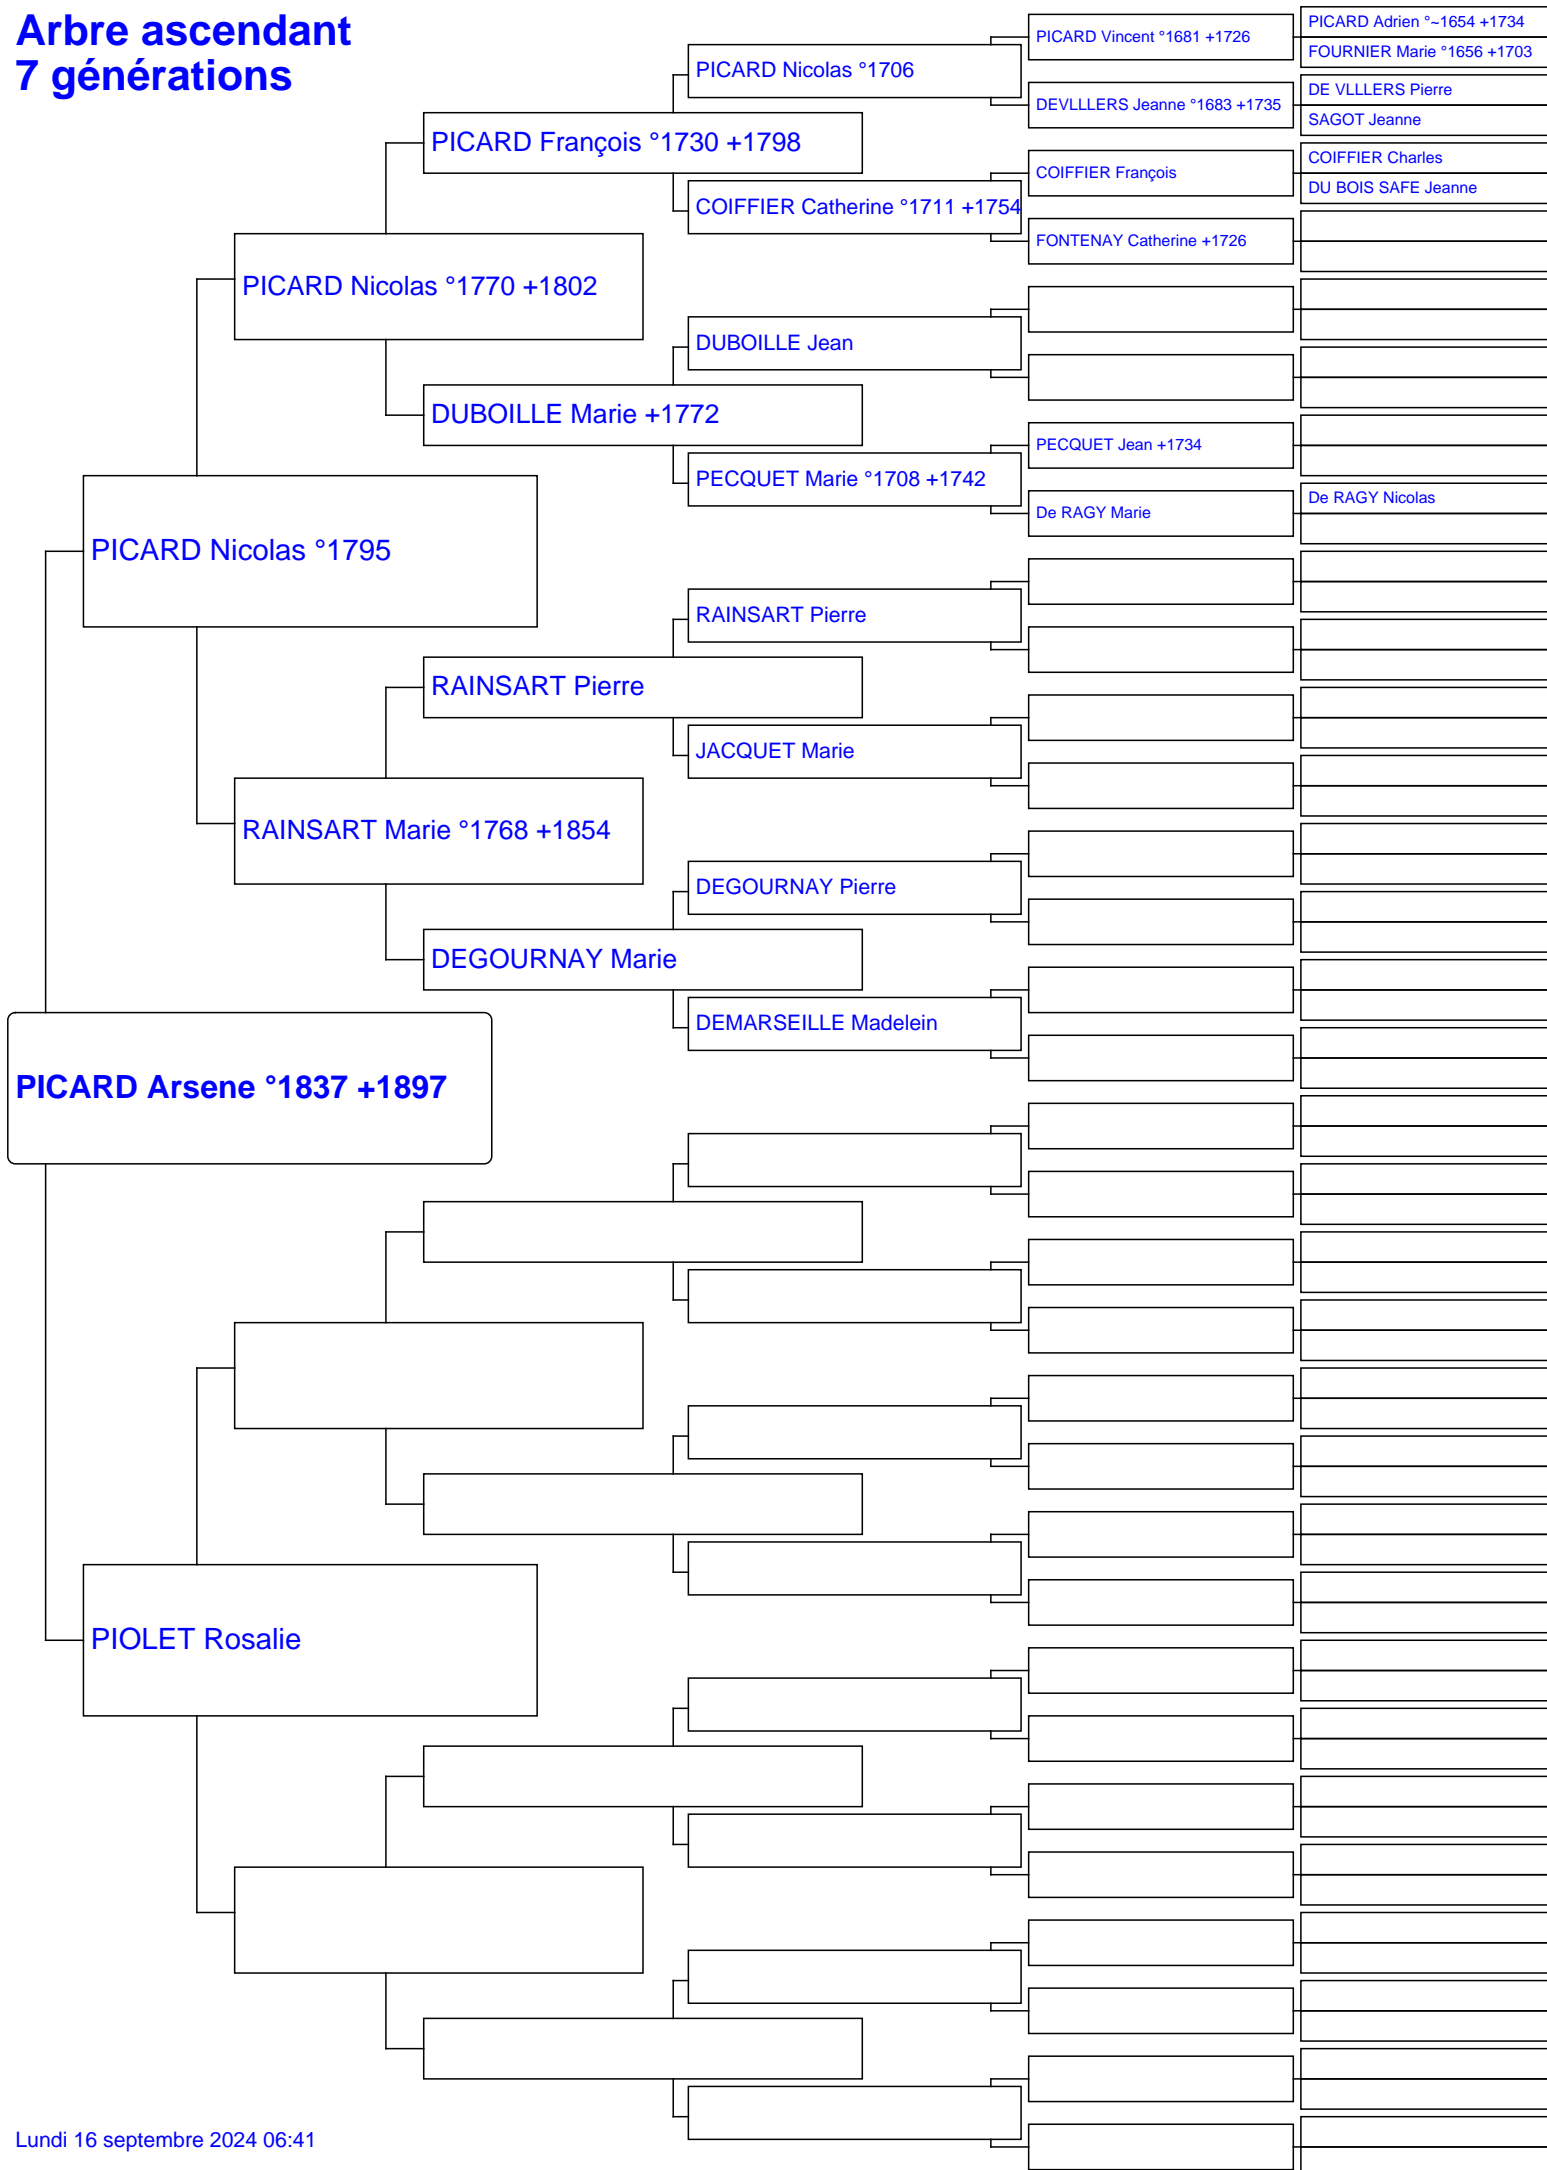 Arbre ascendant
7 générations
PICARD Adrien °~1654 +1734
PICARD Vincent °1681 +1726
FOURNIER Marie °1656 +1703
PICARD Nicolas °1706
DE VLLLERS Pierre
DEVLLLERS Jeanne °1683 +1735
SAGOT Jeanne
PICARD François °1730 +1798
COIFFIER Charles
COIFFIER François
DU BOIS SAFE Jeanne
COIFFIER Catherine °1711 +1754
FONTENAY Catherine +1726
PICARD Nicolas °1770 +1802
DUBOILLE Jean
DUBOILLE Marie +1772
PECQUET Jean +1734
PECQUET Marie °1708 +1742
De RAGY Nicolas
De RAGY Marie
PICARD Nicolas °1795
RAINSART Pierre
RAINSART Pierre
JACQUET Marie
RAINSART Marie °1768 +1854
DEGOURNAY Pierre
DEGOURNAY Marie
DEMARSEILLE Madelein
PICARD Arsene °1837 +1897
PIOLET Rosalie
Lundi 16 septembre 2024 06:41